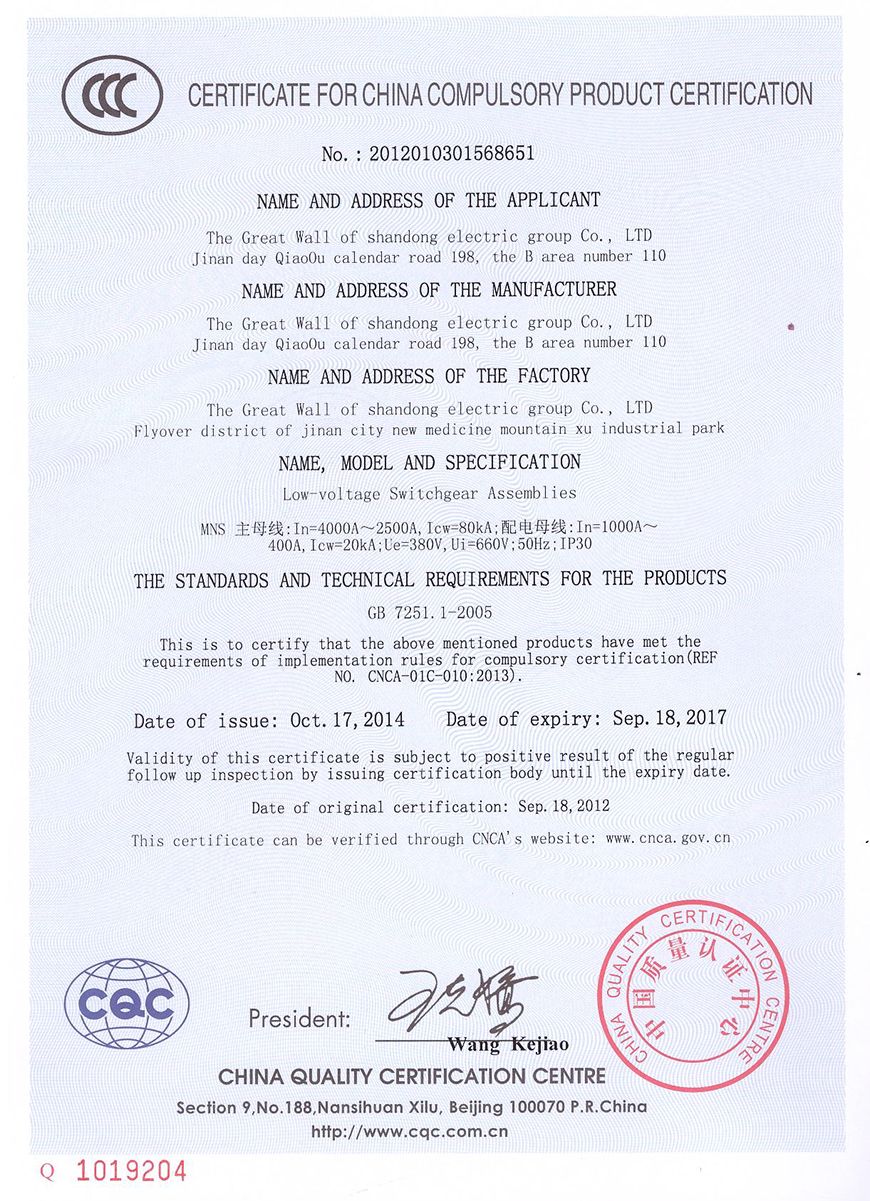 CCC
CERTIFICATE FOR CHINA COMPULSORY PRODUCT CERTIFICATION
No.: 2012010301568651
NAME AND ADDRESS OF THE APPLICANT
The Great Wall of shandong electric group Co., LTD
Jinan day QiaoOu calendar road 198, the B area number 110
NAME AND ADDRESS OF THE MANUFACTURER
The Great Wall of shandong electric group Co., LTD
Jinan day QiaoOu calendar road 198, the B area number 110
NAME AND ADDRESS OF THE FACTORY
The Great Wall of shandong electric group Co., LTD
Flyover district of jinan city new medicine mountain xu industrial park
NAME, MODEL AND SPECIFICATION
Low-voltage Switchgear Assemblies
MNS 主母线:In=4000A～2500A,Icw=80kA;配电母线:In=1000A～
400A,Icw=20kA;Ue=380V,Ui=660V;50Hz;IP30
THE STANDARDS AND TECHNICAL REQUIREMENTS FOR THE PRODUCTS
GB 7251.1-2005
This is to certify that the above mentioned products have met the
requirements of implementation rules for compulsory certification(REF
NO. CNCA-01C-010:2013).
Date of issue: Oct.17,2014 Date of expiry: Sep.18,2017
Validity of this certificate is subject to positive result of the regular
follow up inspection by issuing certification body until the expiry date.
Date of original certification: Sep.18,2012
This certificate can be verified through CNCA's website: www.cnca.gov.cn
CHINA QUALITY CERTIFICATION CENTRE
中国质量认证中心
CQC
President: 王克娇
Wang Kejiao
CHINA QUALITY CERTIFICATION CENTRE
Section 9,No.188,Nansihuan Xilu, Beijing 100070 P.R.China
http://www.cqc.com.cn
Q 1019204